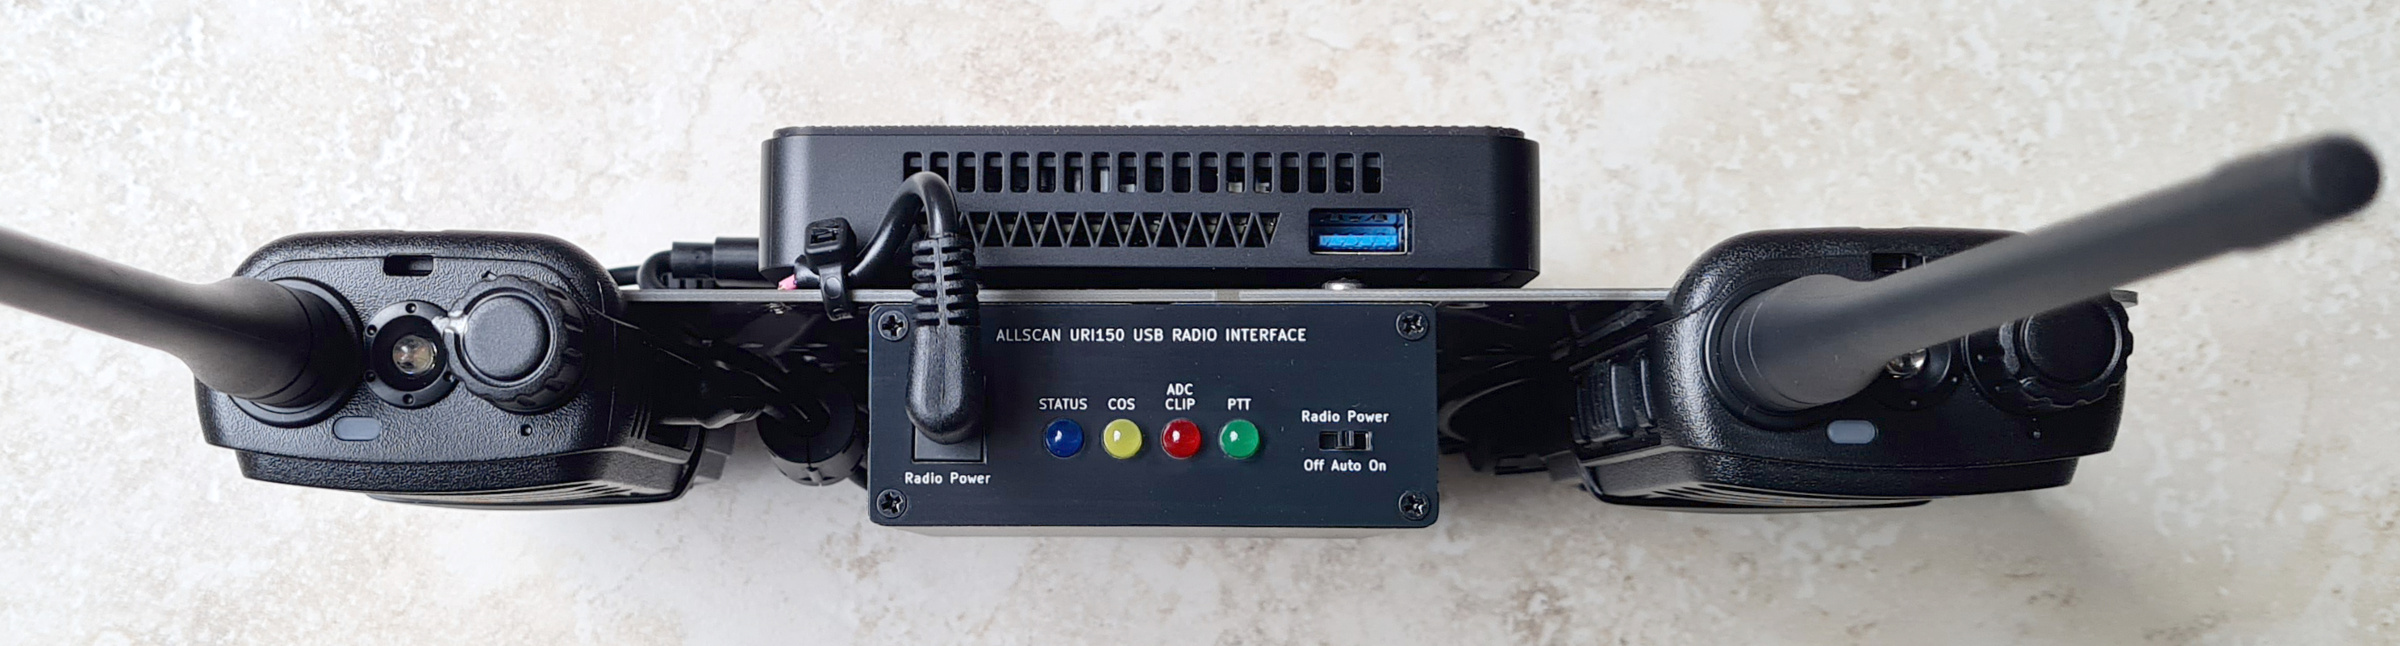 ALLSCAN URI150 USB RADIO INTERFACE
STATUS COS ADC CLIP PTT
Radio Power
Off Auto On
Radio Power